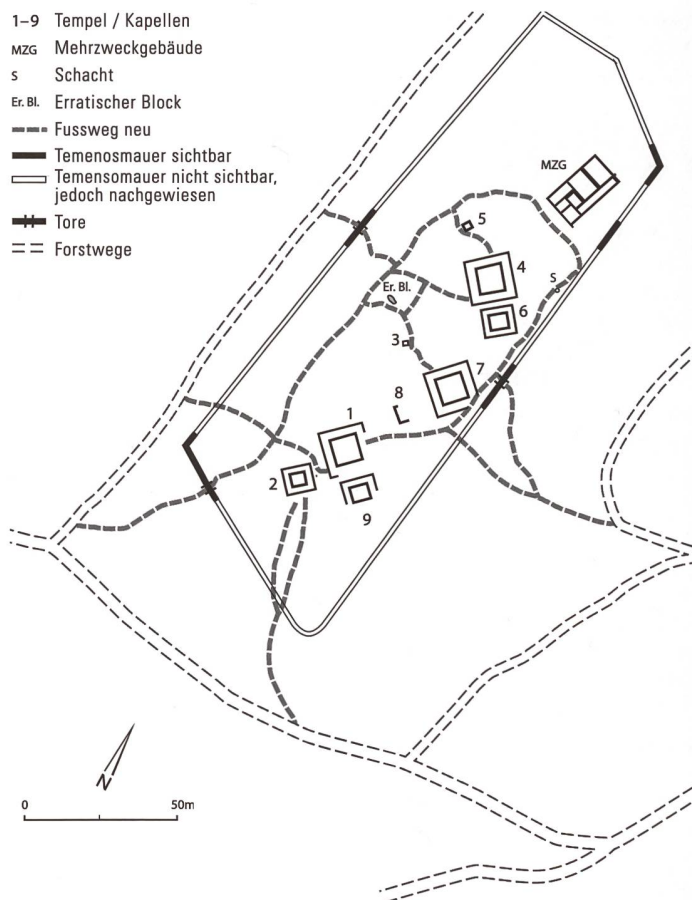 1–9 Tempel / Kapellen
MZG Mehrzweckgebäude
S Schacht
Er. Bl. Erratischer Block
Fussweg neu
Temenosmauer sichtbar
Temensomauer nicht sichtbar,
jedoch nachgewiesen
Tore
Forstwege
MZG
5
4
S
Er. Bl.
6
3
7
8
1
2
9
N
0 50m